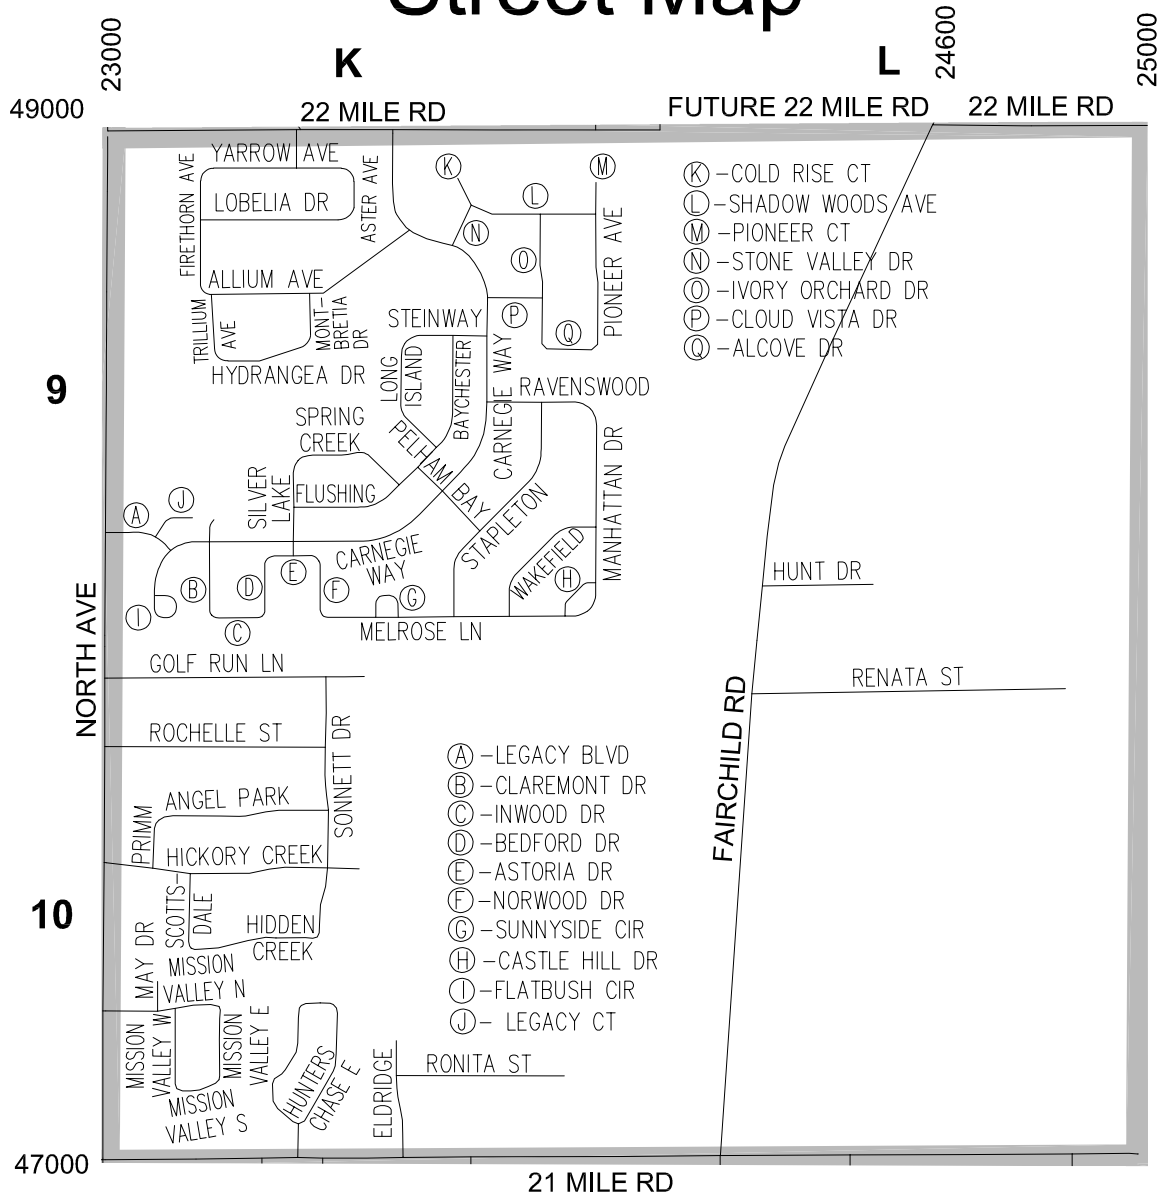 Street Map
23000
K
L
24600
25000
49000
22 MILE RD
FUTURE 22 MILE RD
22 MILE RD
YARROW AVE
FIRETHORN AVE
LOBELIA DR
ASTER AVE
K
L
M
N
O
PIONEER AVE
K -COLD RISE CT
L -SHADOW WOODS AVE
M -PIONEER CT
N -STONE VALLEY DR
O -IVORY ORCHARD DR
P -CLOUD VISTA DR
Q -ALCOVE DR
ALLIUM AVE
TRILLIUM
AVE
MONT-
BRETIA
DR
HYDRANGEA DR
STEINWAY
P
Q
9
LONG
ISLAND
BAYCHESTER
CARNEGIE WAY
RAVENSWOOD
SPRING
CREEK
PELHAM BAY
MANHATTAN DR
SILVER
LAKE
FLUSHING
STAPLETON
A
J
CARNEGIE
WAY
WAKEFIELD
H
B
D
E
F
G
I
C
MELROSE LN
HUNT DR
NORTH AVE
GOLF RUN LN
RENATA ST
FAIRCHILD RD
ROCHELLE ST
SONNETT DR
ANGEL PARK
PRIMM
HICKORY CREEK
A -LEGACY BLVD
B -CLAREMONT DR
C -INWOOD DR
D -BEDFORD DR
E -ASTORIA DR
F -NORWOOD DR
G -SUNNYSIDE CIR
H -CASTLE HILL DR
I -FLATBUSH CIR
J - LEGACY CT
10
SCOTTS-
DALE
HIDDEN
CREEK
MAY DR
MISSION
VALLEY N
MISSION
VALLEY W
MISSION
VALLEY E
MISSION
VALLEY S
HUNTERS
CHASE E
ELDRIDGE
RONITA ST
47000
21 MILE RD